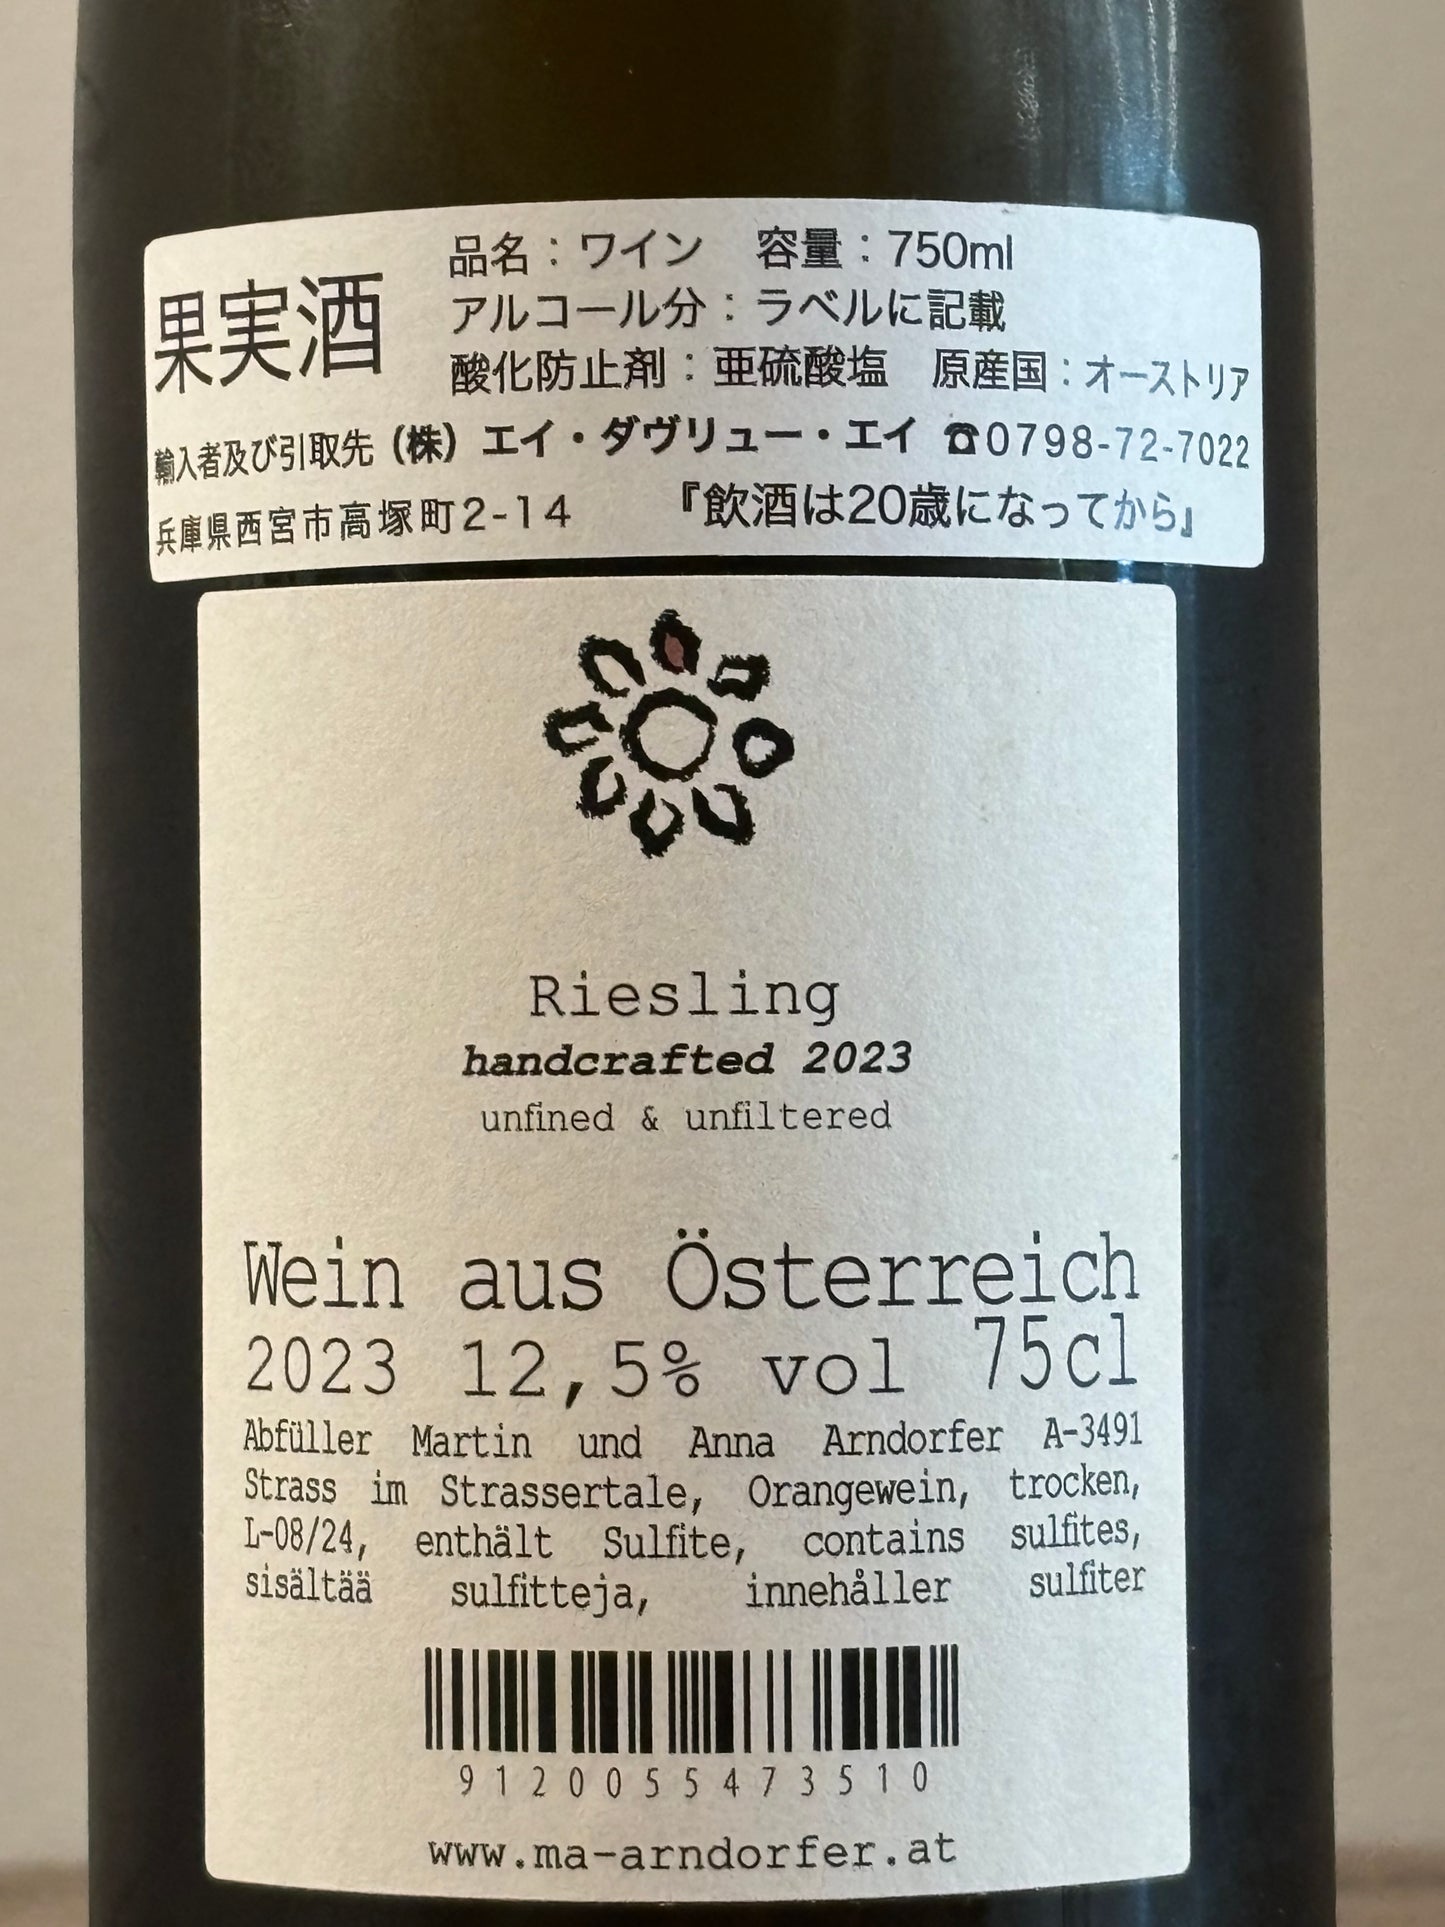 果実酒
品名：ワイン　容量：750ml
アルコール分：ラベルに記載
酸化防止剤：亜硫酸塩　原産国：オーストリア
輸入者及び引取先（株）エイ・ダヴリュー・エイ ☎0798-72-7022
兵庫県西宮市高塚町2-14　『飲酒は20歳になってから』
Riesling
handcrafted 2023
unfined & unfiltered
Wein aus Österreich
2023 12,5% vol 75cl
Abfüller Martin und Anna Arndorfer A-3491
Strass im Strassertale, Orangewein, trocken,
L-08/24, enthält Sulfite, contains sulfites,
sisältää sulfitteja, innehåller sulfiter
9120055473510
www.ma-arndorfer.at